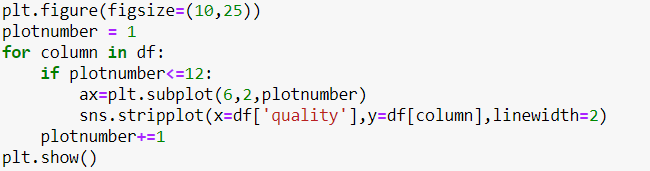 plt.figure(figsize=(10,25))
plotnumber = 1
for column in df:
    if plotnumber<=12:
        ax=plt.subplot(6,2,plotnumber)
        sns.stripplot(x=df['quality'],y=df[column],linewidth=2)
    plotnumber+=1
plt.show()